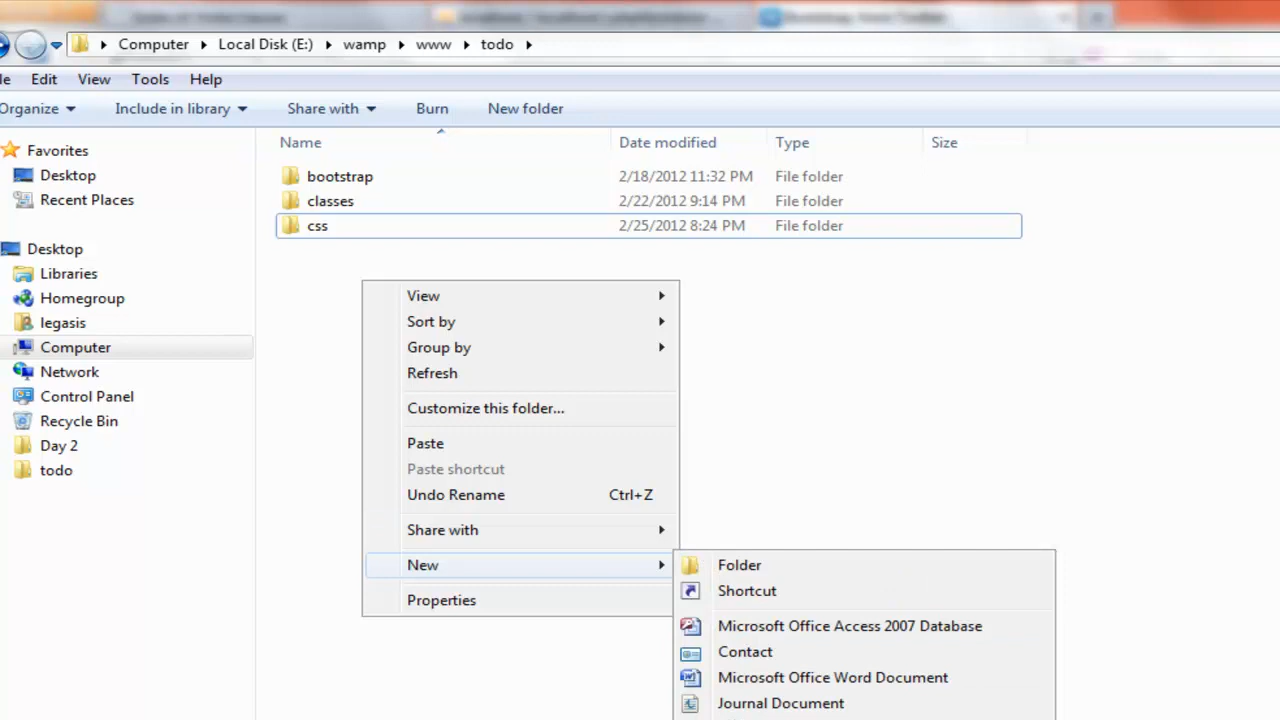 Computer Local Disk (E:) wamp www todo
Edit View Tools Help
Organize Include in library Share with Burn New folder
Name Date modified Type Size
Favorites
Desktop
Recent Places
Desktop
Libraries
Homegroup
legasis
Computer
Network
Control Panel
Recycle Bin
Day 2
todo
bootstrap 2/18/2012 11:32 PM File folder
classes 2/22/2012 9:14 PM File folder
css 2/25/2012 8:24 PM File folder
View
Sort by
Group by
Refresh
Customize this folder...
Paste
Paste shortcut
Undo Rename Ctrl+Z
Share with
New
Properties
Folder
Shortcut
Microsoft Office Access 2007 Database
Contact
Microsoft Office Word Document
Journal Document